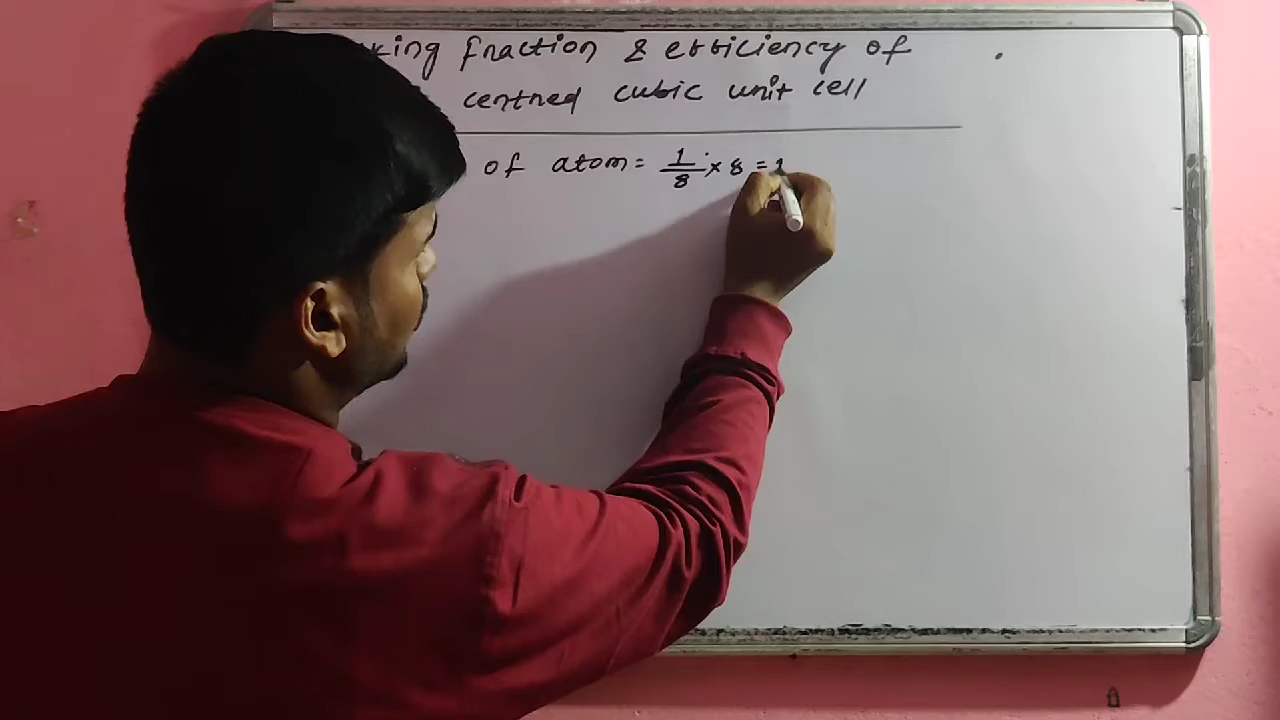 king fraction & efficiency of .
centred cubic unit cell
of atom = 1/8 × 8 = 1